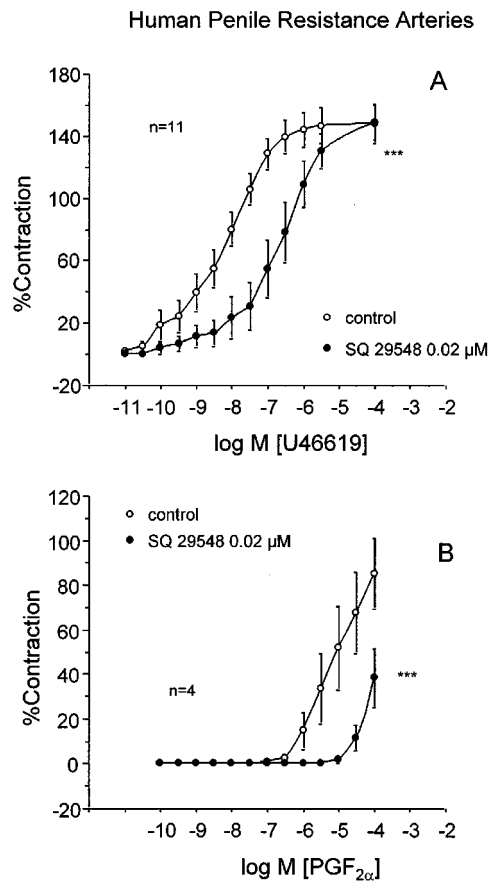 Human Penile Resistance Arteries
A
n=11
%Contraction
180
140
100
60
20
-20
control
SQ 29548 0.02 µM
***
-11 -10 -9 -8 -7 -6 -5 -4 -3 -2
log M [U46619]
B
control
SQ 29548 0.02 µM
%Contraction
120
100
80
60
40
20
0
-20
n=4
***
-10 -9 -8 -7 -6 -5 -4 -3 -2
log M [PGF2α]